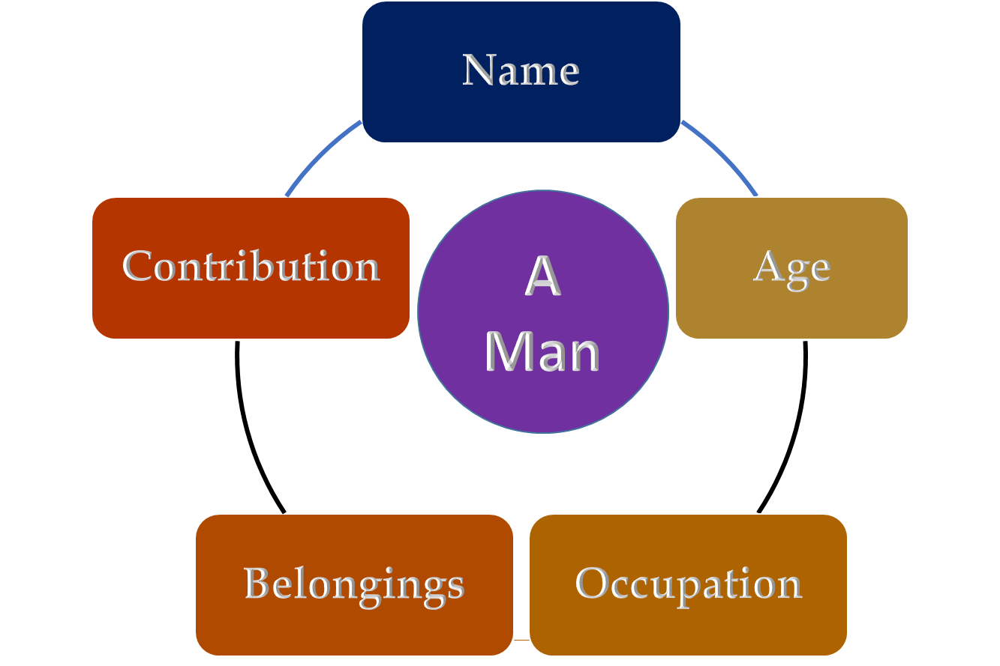 Name
Contribution
A
Man
Age
Belongings
Occupation